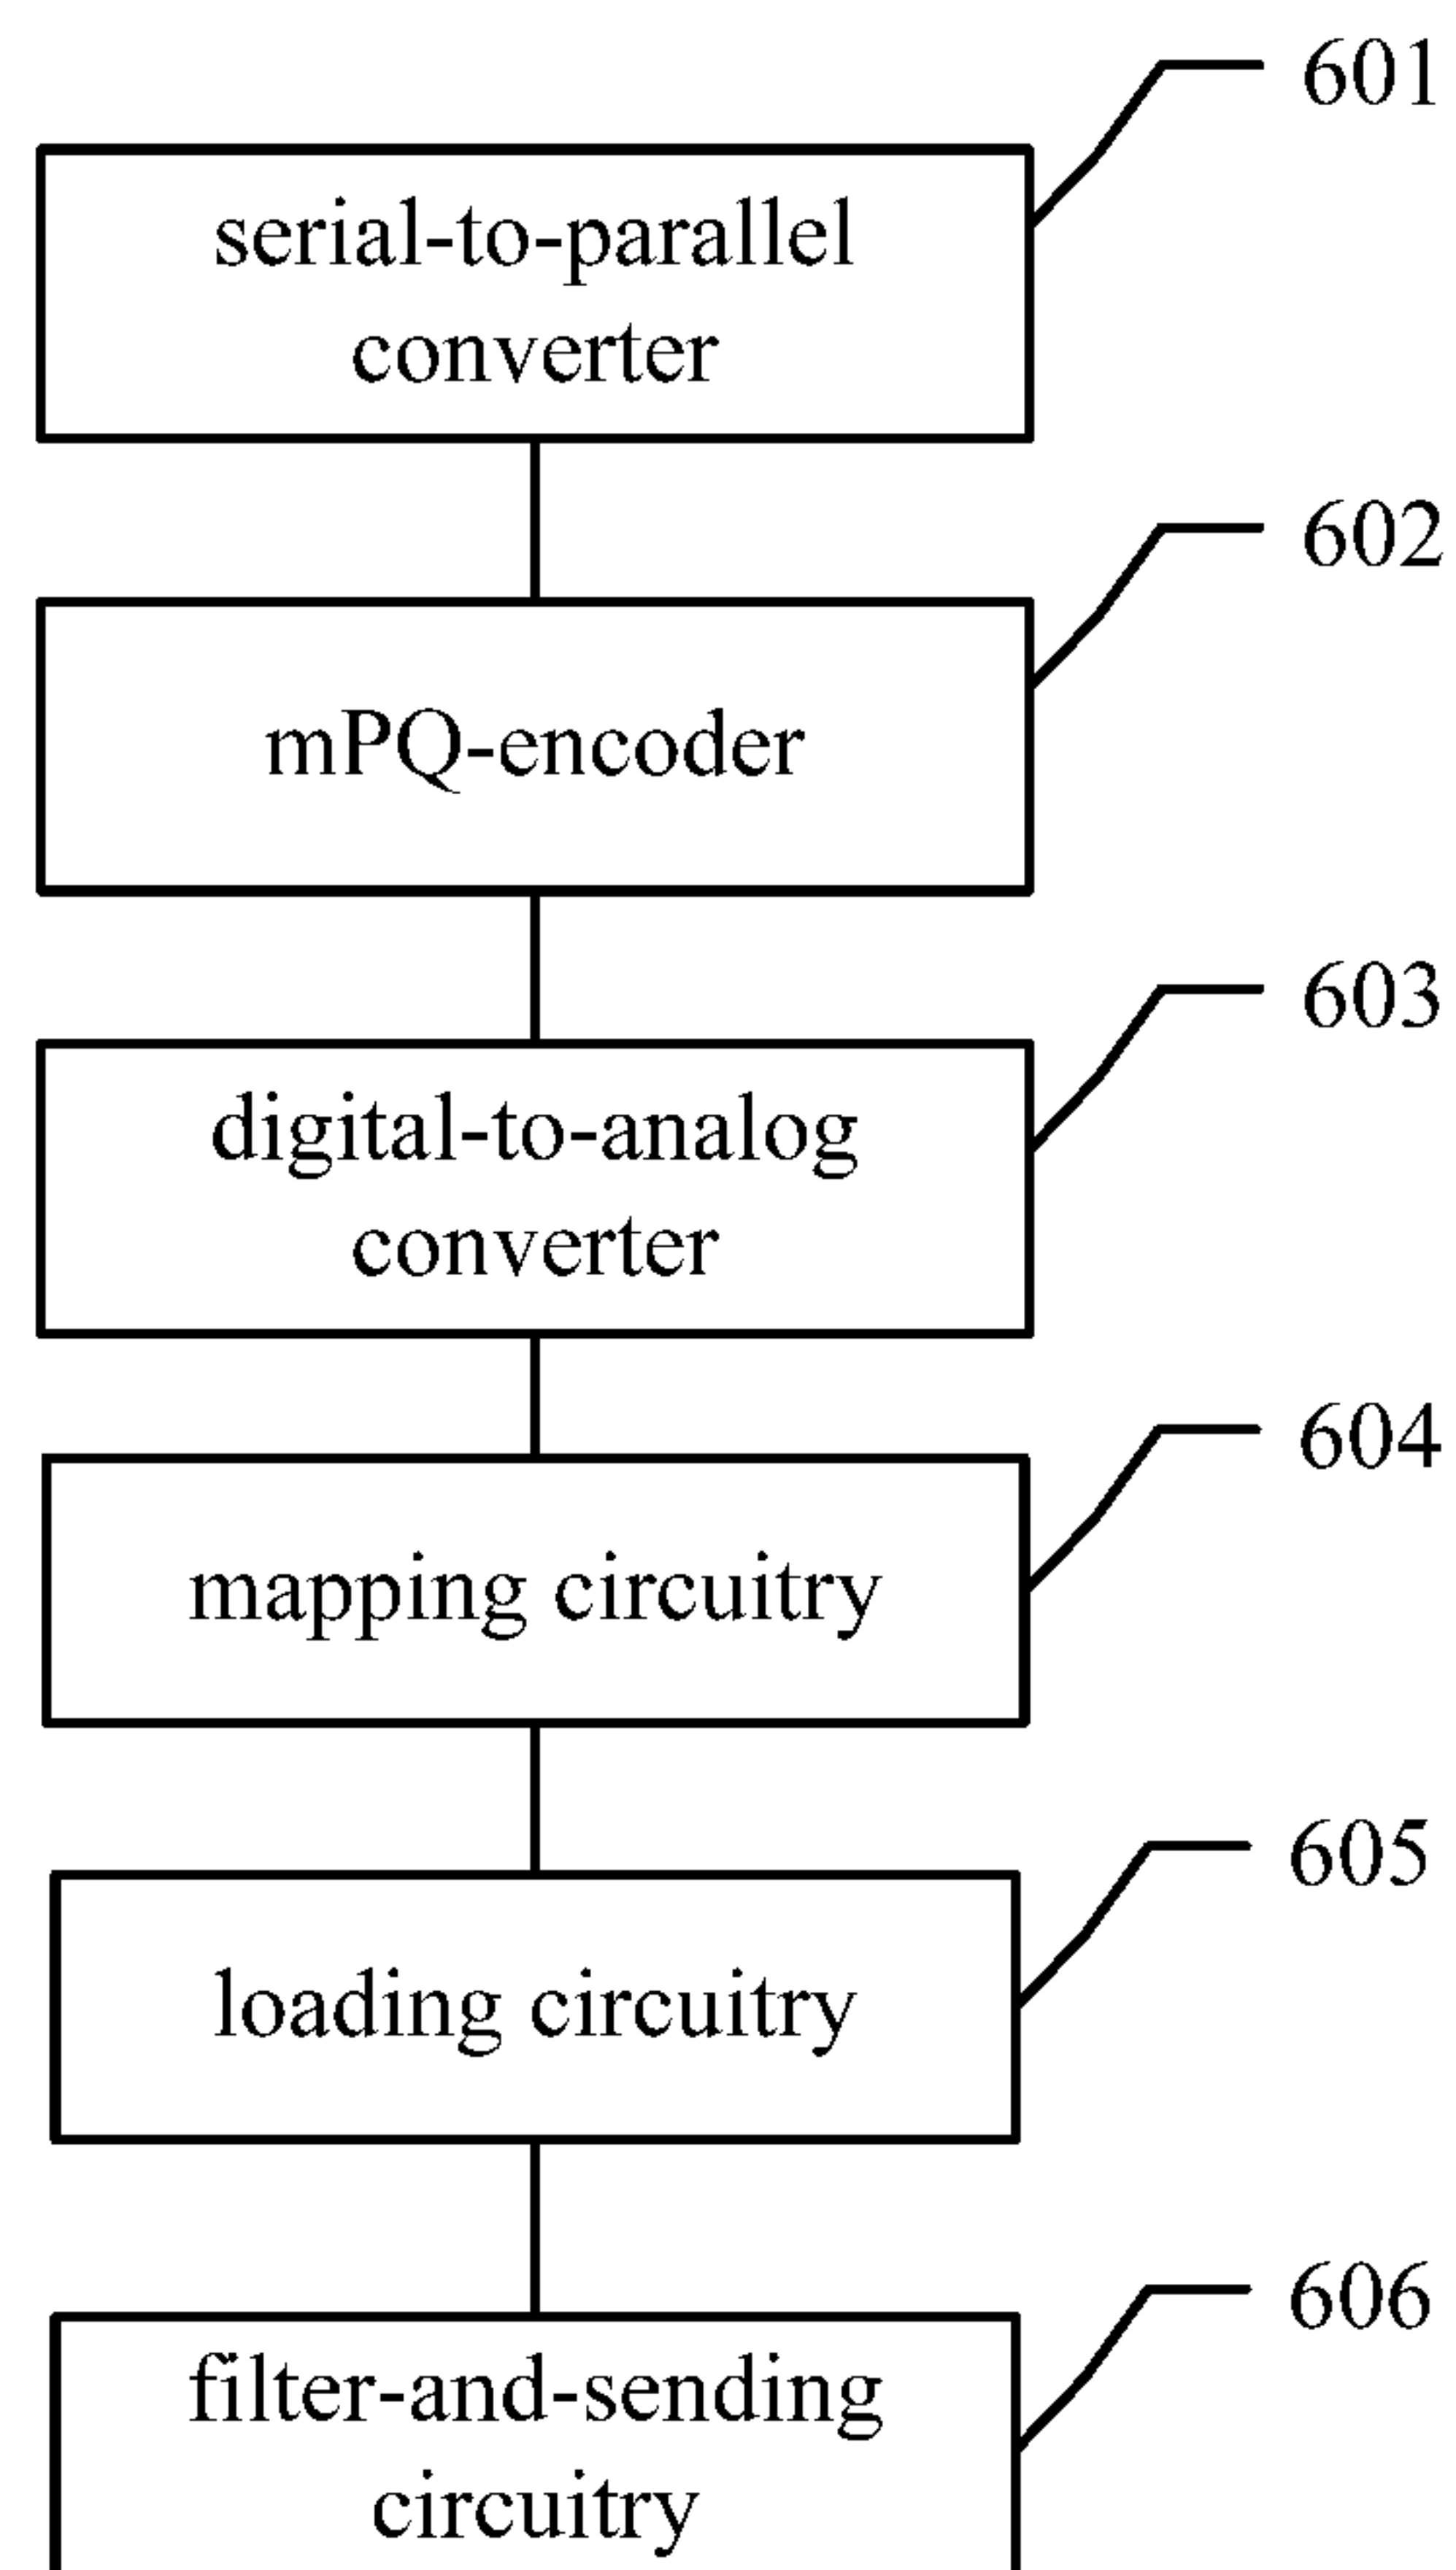 601
serial-to-parallel
converter
602
mPQ-encoder
603
digital-to-analog
converter
604
mapping circuitry
605
loading circuitry
606
filter-and-sending
circuitry